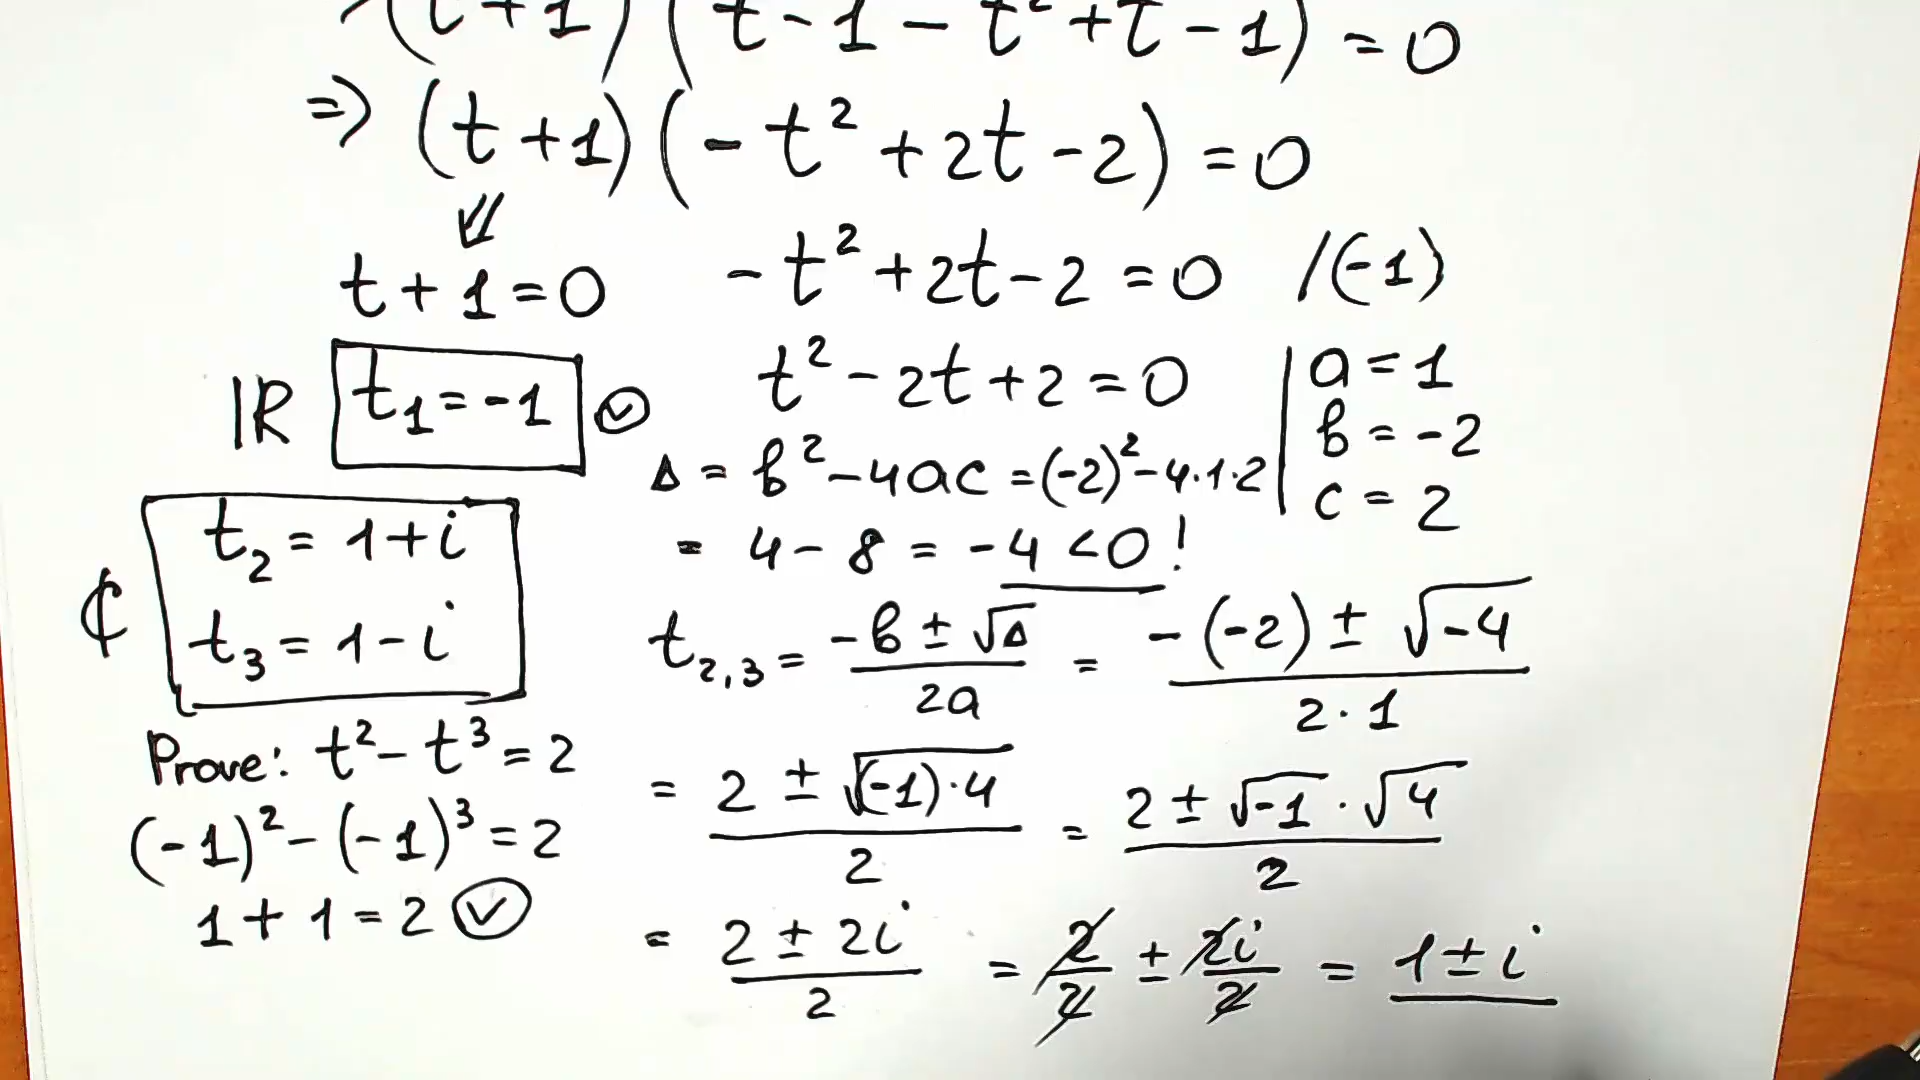 (t+1)(t-1-t²+t-1)=0
=> (t+1)(-t²+2t-2)=0
t+1=0
-t²+2t-2=0 /(-1)
ℝ t₁=-1
t²-2t+2=0
a=1
b=-2
c=2
Δ=b²-4ac=(-2)²-4·1·2
=4-8=-4<0!
ℂ t₂=1+i
t₃=1-i
t₂,₃=(-b±√Δ)/2a=(-(-2)±√-4)/2·1
=(2±√(-1)·4)/2=(2±√-1·√4)/2
=(2±2i)/2=2/2±2i/2=1±i
Prove: t²-t³=2
(-1)²-(-1)³=2
1+1=2